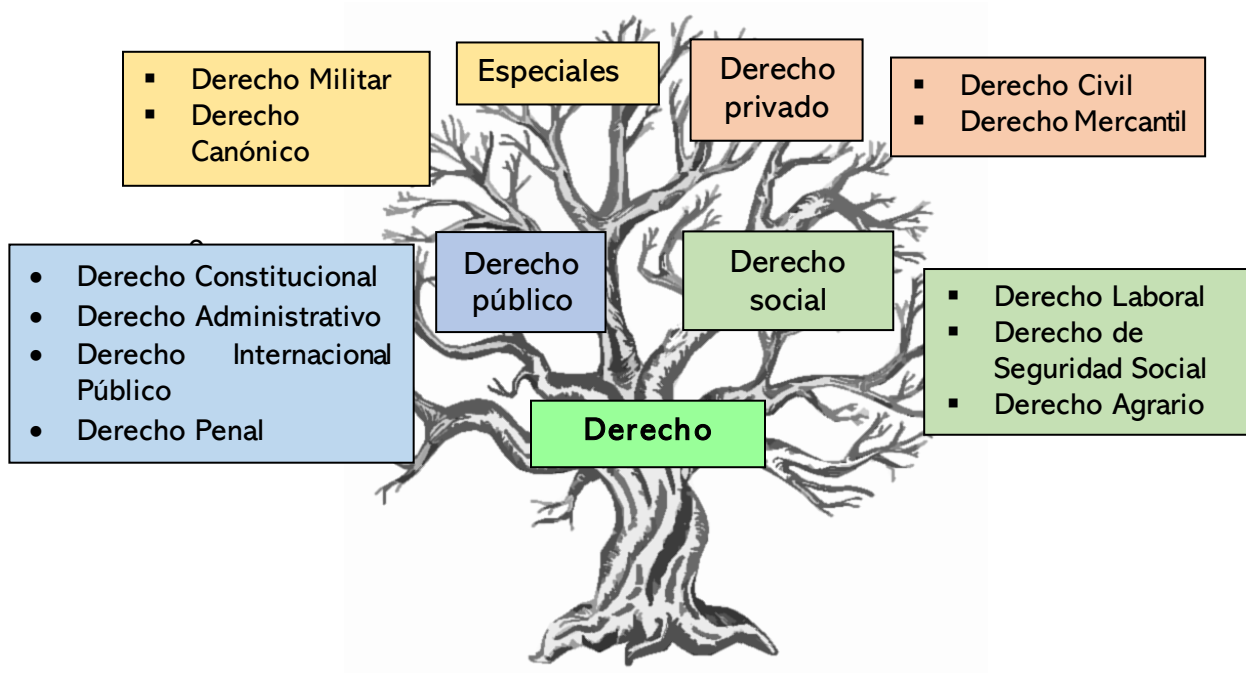 ▪ Derecho Militar
▪ Derecho
Canónico
Especiales
Derecho
privado
▪ Derecho Civil
▪ Derecho Mercantil
• Derecho Constitucional
• Derecho Administrativo
• Derecho Internacional
Público
• Derecho Penal
Derecho
público
Derecho
social
▪ Derecho Laboral
▪ Derecho de
Seguridad Social
▪ Derecho Agrario
Derecho